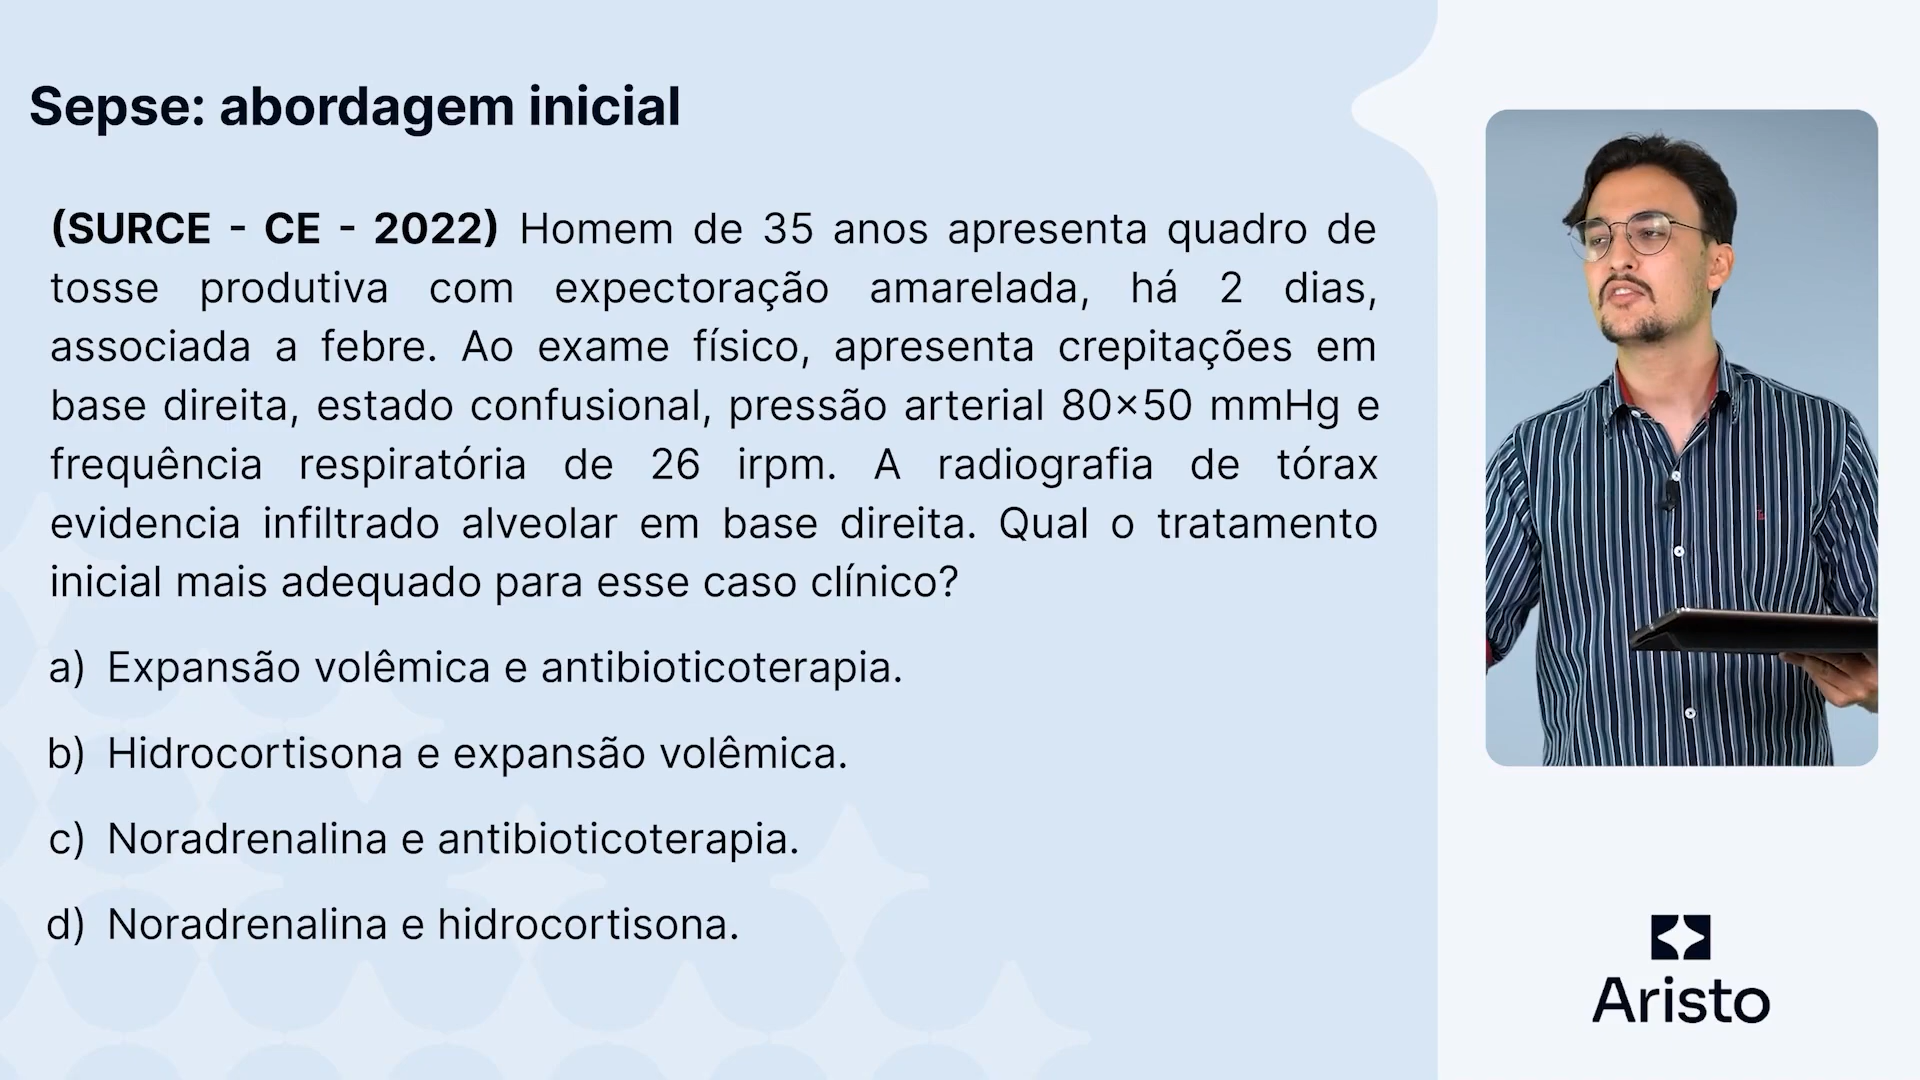 Sepse: abordagem inicial
(SURCE - CE - 2022) Homem de 35 anos apresenta quadro de
tosse produtiva com expectoração amarelada, há 2 dias,
associada a febre. Ao exame físico, apresenta crepitações em
base direita, estado confusional, pressão arterial 80×50 mmHg e
frequência respiratória de 26 irpm. A radiografia de tórax
evidencia infiltrado alveolar em base direita. Qual o tratamento
inicial mais adequado para esse caso clínico?
a) Expansão volêmica e antibioticoterapia.
b) Hidrocortisona e expansão volêmica.
c) Noradrenalina e antibioticoterapia.
d) Noradrenalina e hidrocortisona.
Aristo